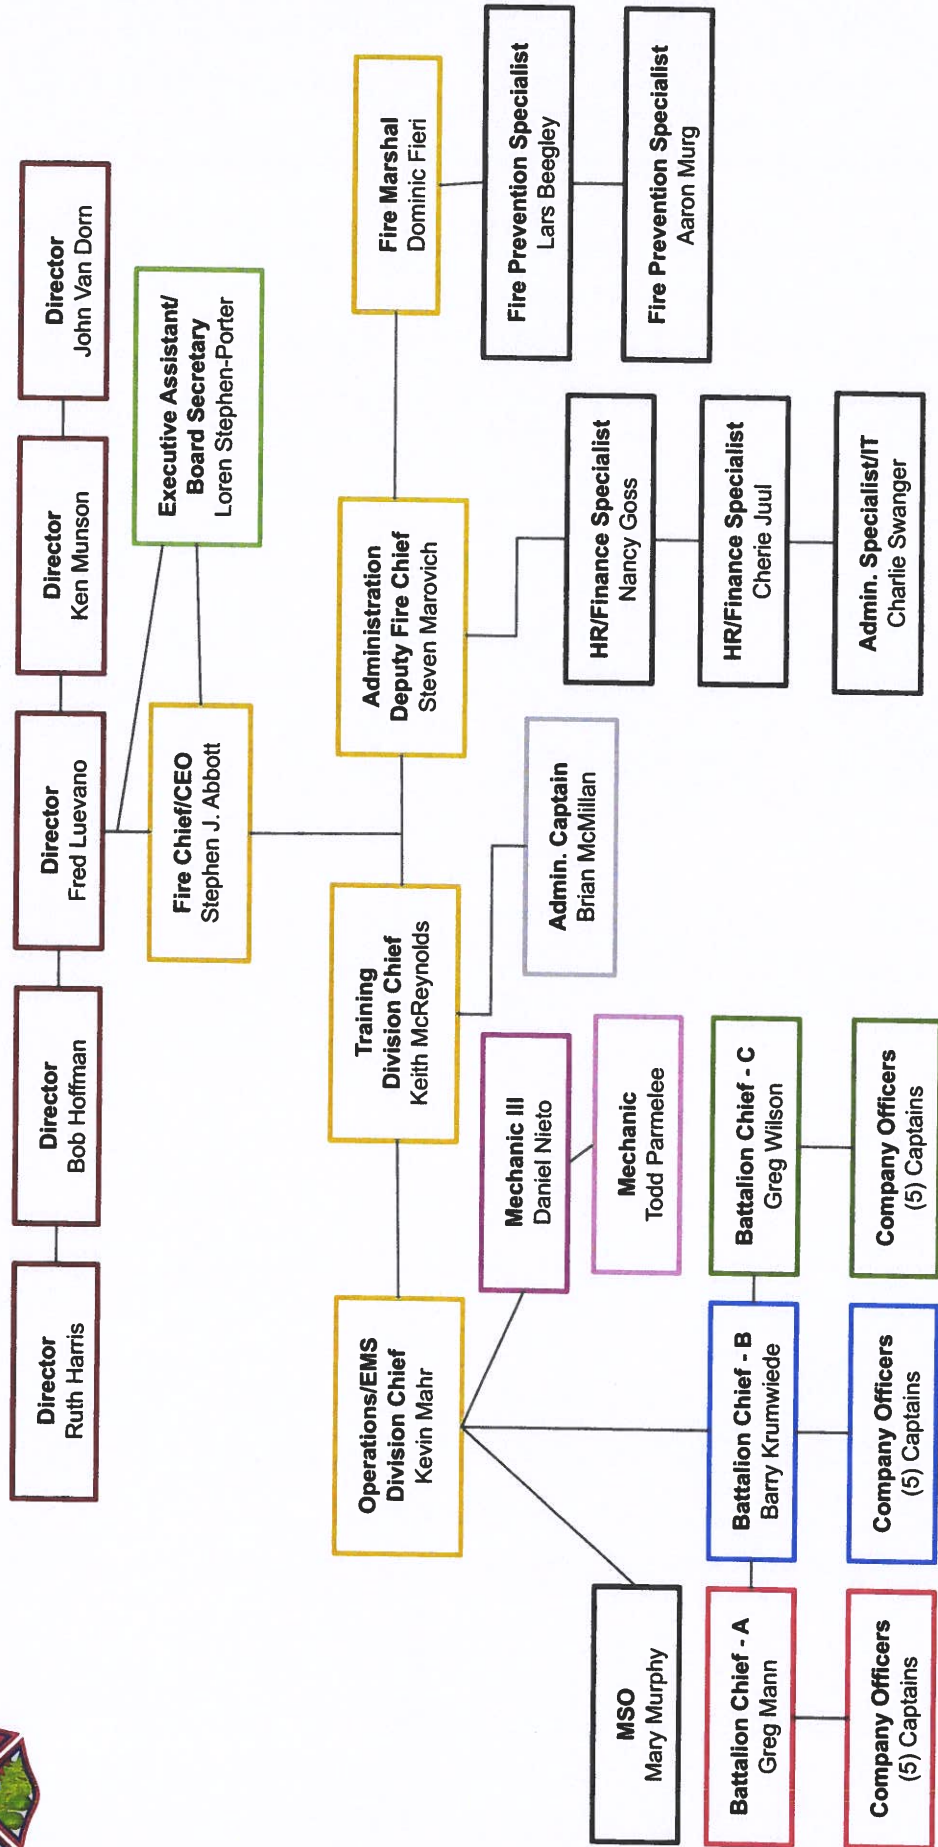 Director
Ruth Harris
Director
Bob Hoffman
Director
Fred Luevano
Director
Ken Munson
Director
John Van Dorn
Fire Chief/CEO
Stephen J. Abbott
Executive Assistant/
Board Secretary
Loren Stephen-Porter
Operations/EMS
Division Chief
Kevin Mahr
Training
Division Chief
Keith McReynolds
Administration
Deputy Fire Chief
Steven Marovich
Fire Marshal
Dominic Fieri
Mechanic III
Daniel Nieto
Mechanic
Todd Parmelee
Admin. Captain
Brian McMillan
HR/Finance Specialist
Nancy Goss
HR/Finance Specialist
Cherie Juul
Admin. Specialist/IT
Charlie Swanger
Fire Prevention Specialist
Lars Beegley
Fire Prevention Specialist
Aaron Murg
MSO
Mary Murphy
Battalion Chief - A
Greg Mann
Battalion Chief - B
Barry Krumwiede
Battalion Chief - C
Greg Wilson
Company Officers
(5) Captains
Company Officers
(5) Captains
Company Officers
(5) Captains